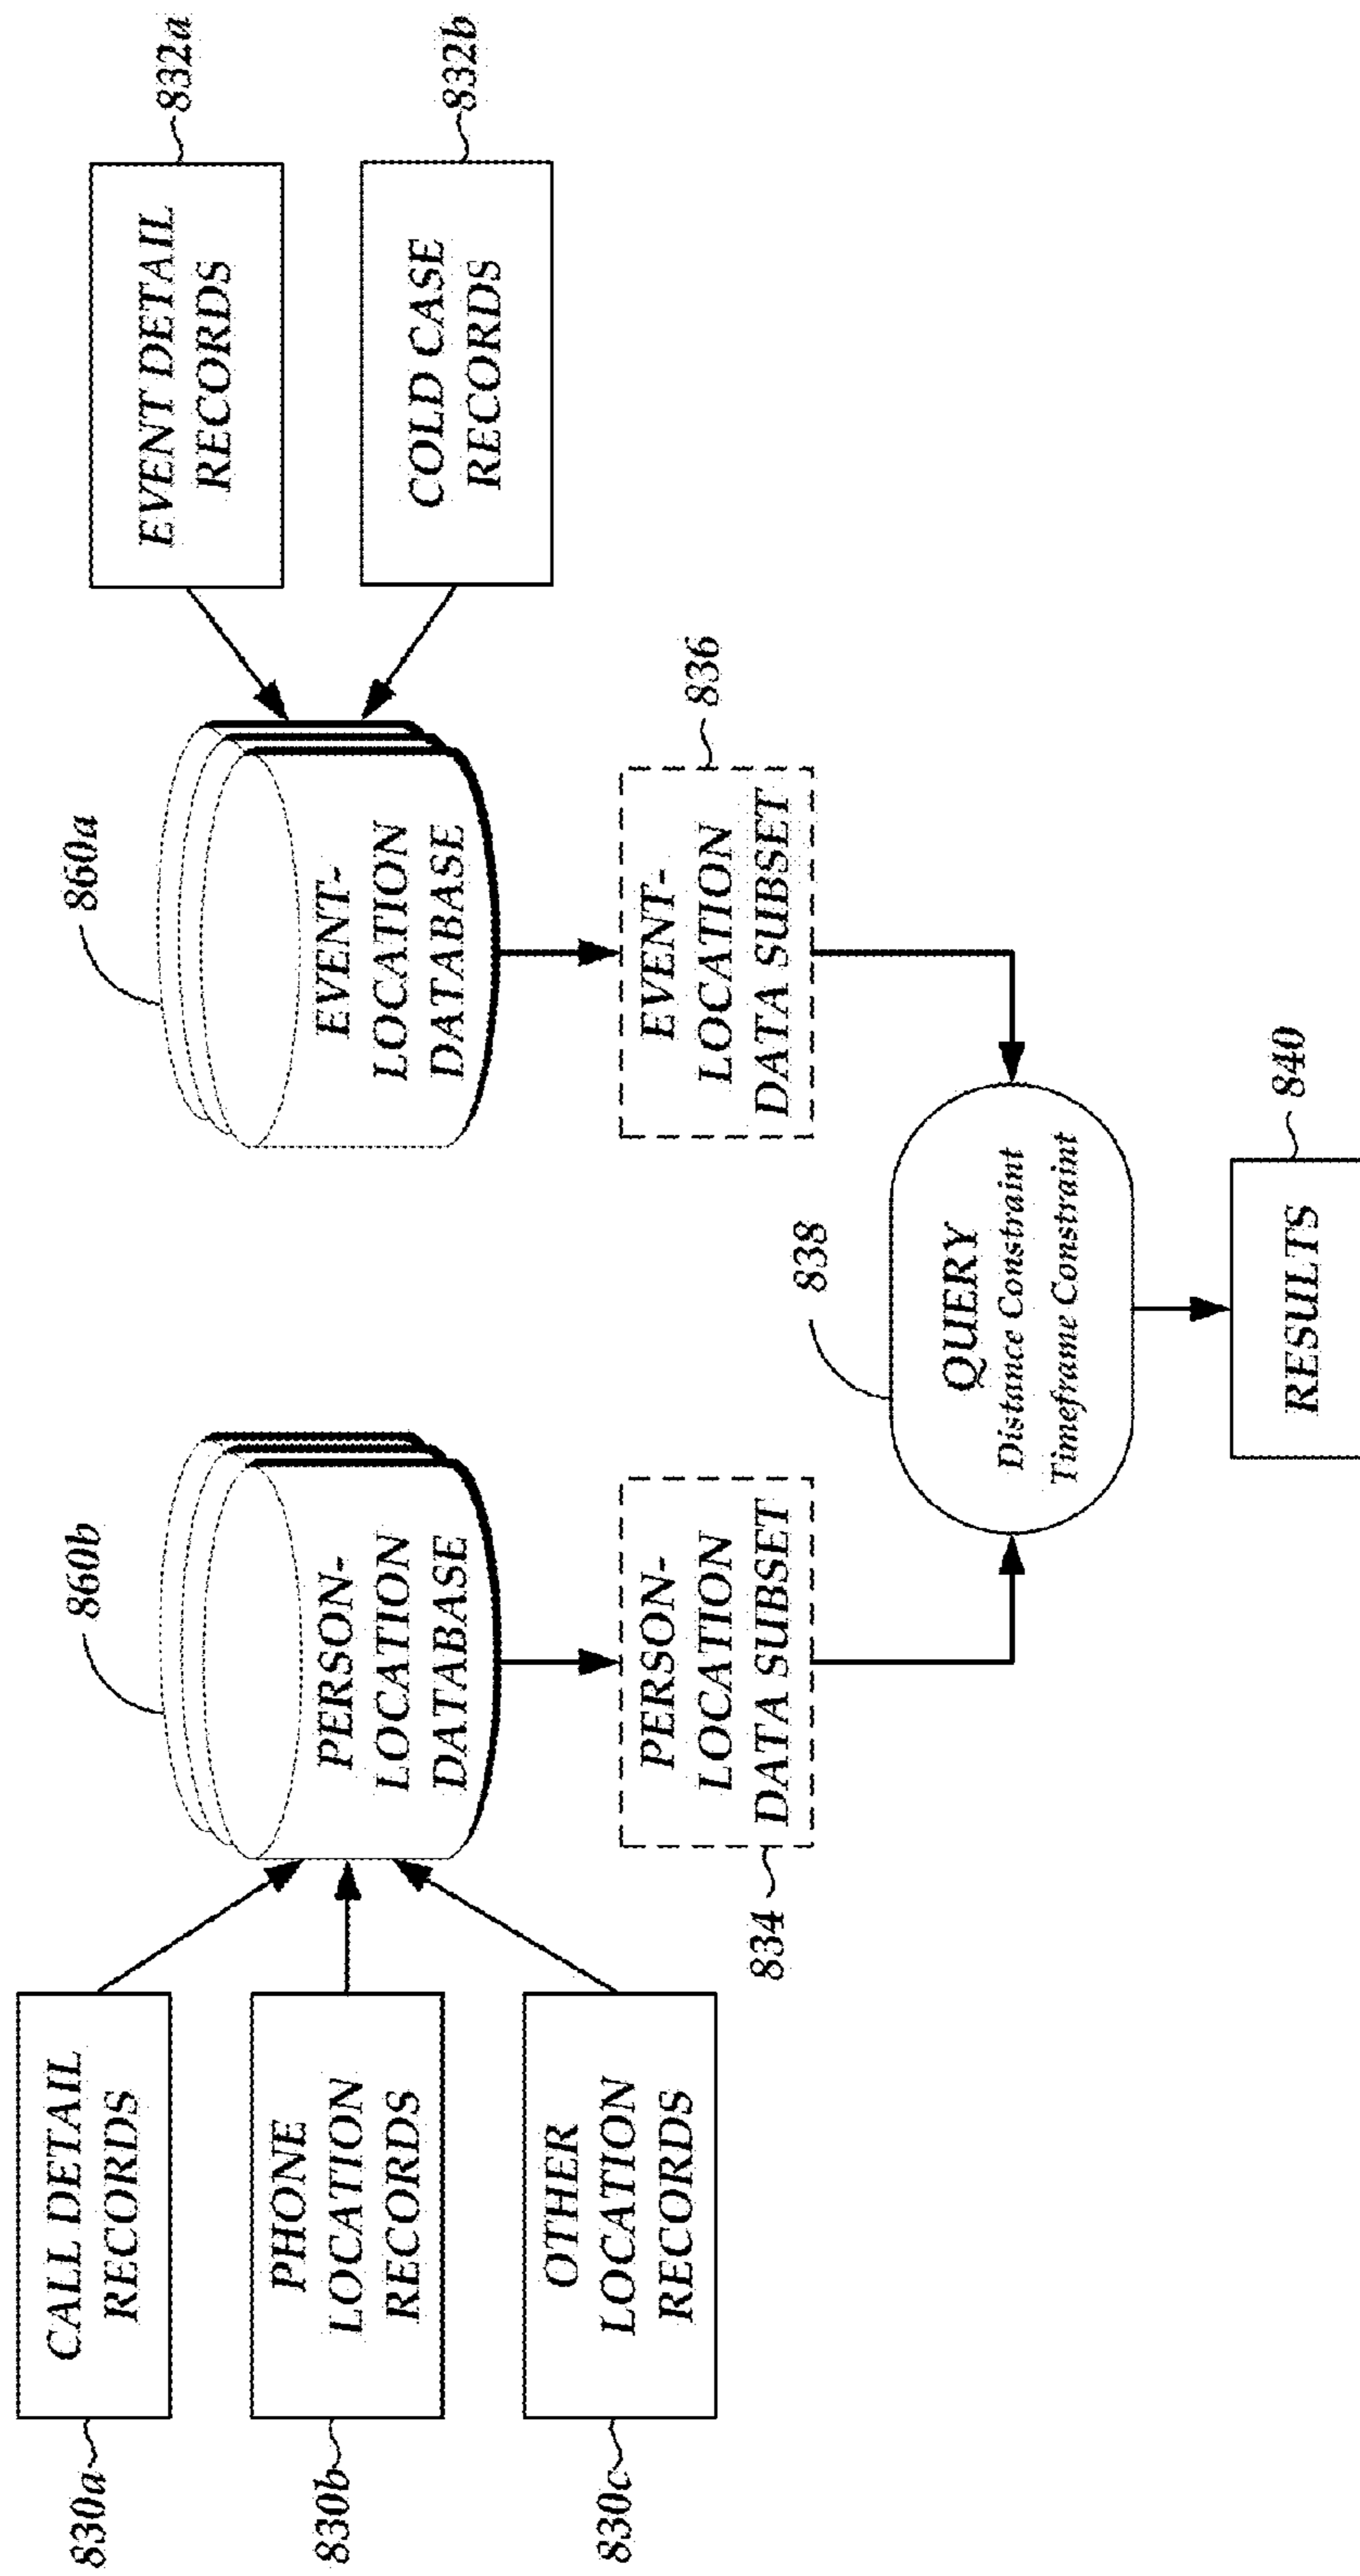 830a
CALL DETAIL
RECORDS
830b
PHONE
LOCATION
RECORDS
830c
OTHER
LOCATION
RECORDS
860b
PERSON-
LOCATION
DATABASE
860a
EVENT-
LOCATION
DATABASE
EVENT DETAIL
RECORDS
832a
COLD CASE
RECORDS
832b
834
PERSON-
LOCATION
DATA SUBSET
EVENT-
LOCATION
DATA SUBSET
836
838
QUERY
Distance Constraint
Timeframe Constraint
RESULTS
840